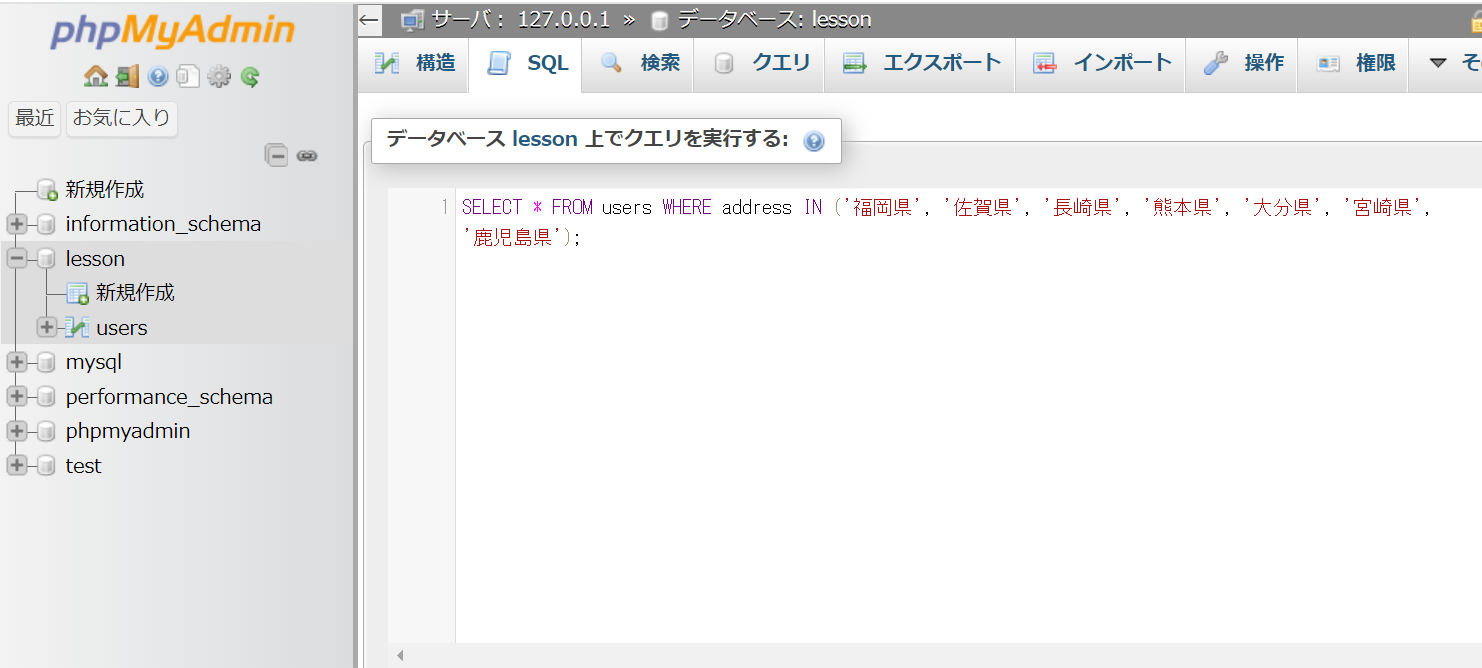 phpMyAdmin
最近 お気に入り
新規作成
information_schema
lesson
新規作成
users
mysql
performance_schema
phpmyadmin
test
サーバ： 127.0.0.1 » データベース: lesson
構造 SQL 検索 クエリ エクスポート インポート 操作 権限
データベース lesson 上でクエリを実行する:
1 SELECT * FROM users WHERE address IN ('福岡県', '佐賀県', '長崎県', '熊本県', '大分県', '宮崎県',
'鹿児島県');